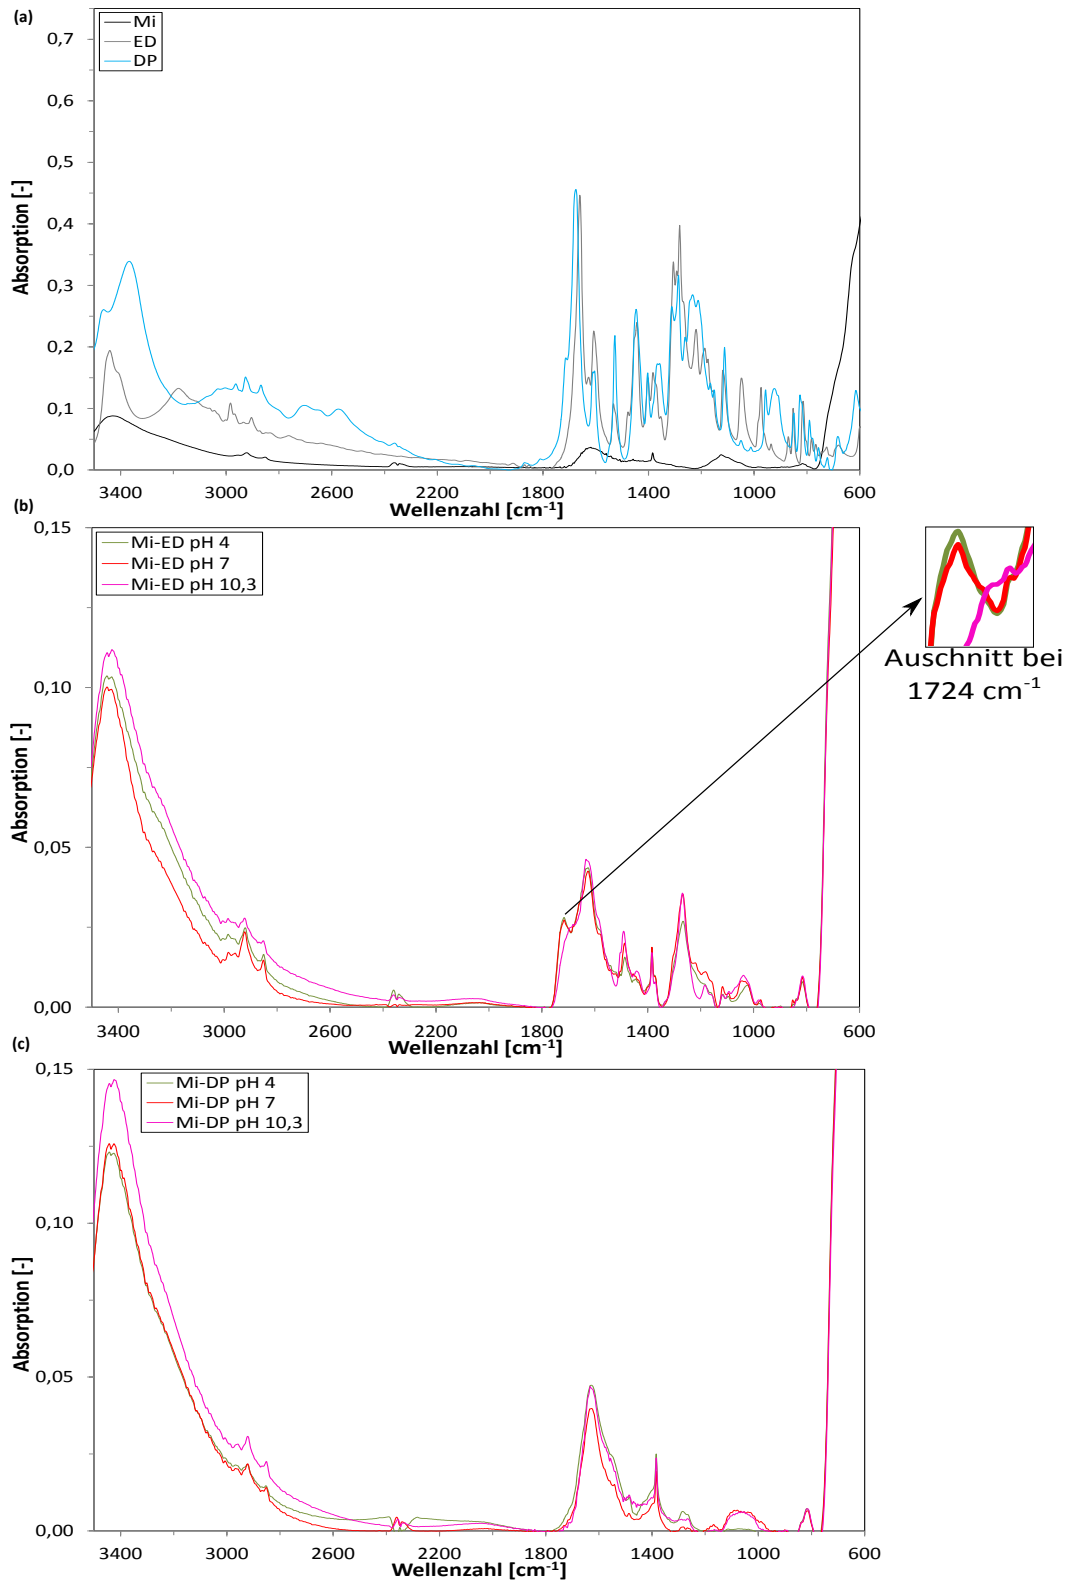 (a)
Mi
ED
DP
0,7
0,6
0,5
0,4
0,3
0,2
0,1
0,0
Absorption [-]
3400 3000 2600 2200 1800 1400 1000 600
Wellenzahl [cm-1]
(b)
Mi-ED pH 4
Mi-ED pH 7
Mi-ED pH 10,3
0,15
0,10
0,05
0,00
Absorption [-]
3400 3000 2600 2200 1800 1400 1000 600
Wellenzahl [cm-1]
Auschnitt bei
1724 cm-1
(c)
Mi-DP pH 4
Mi-DP pH 7
Mi-DP pH 10,3
0,15
0,10
0,05
0,00
Absorption [-]
3400 3000 2600 2200 1800 1400 1000 600
Wellenzahl [cm-1]